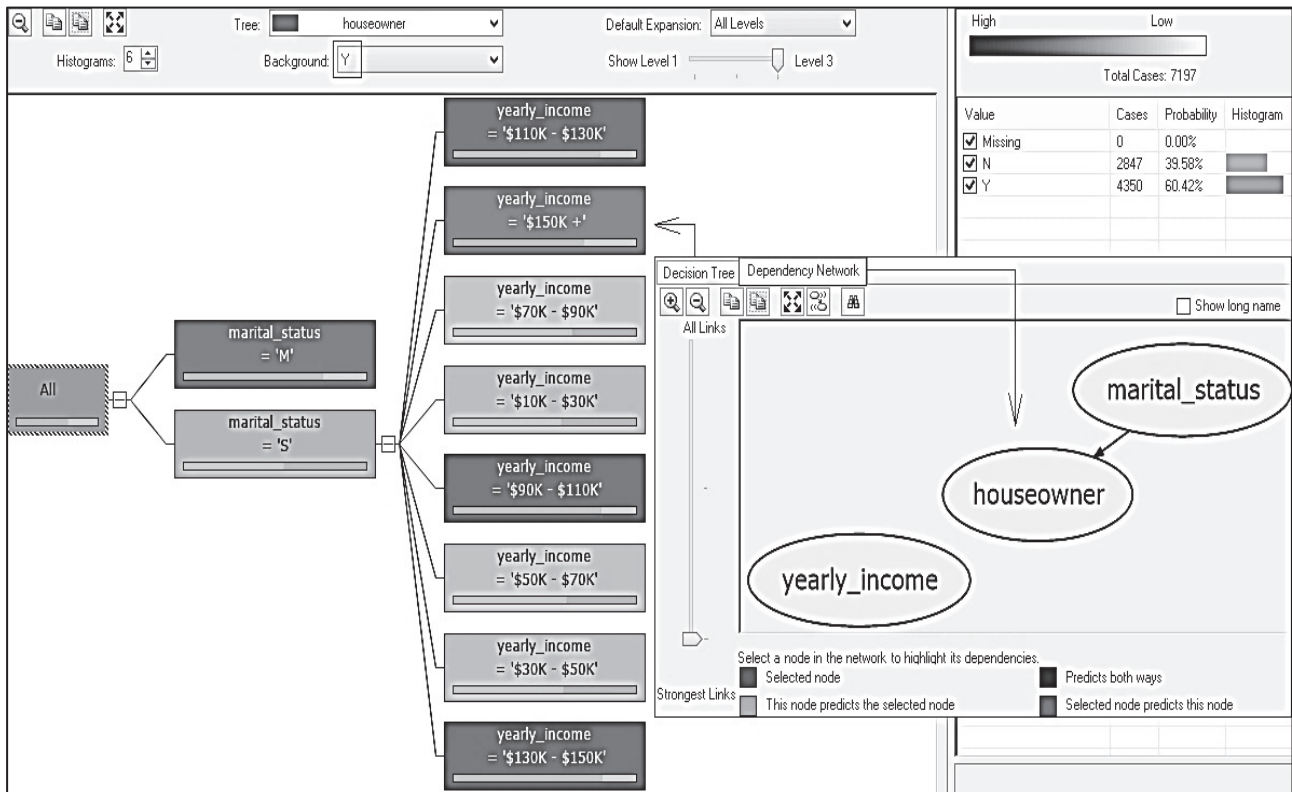 Tree: houseowner
Default Expansion: All Levels
Histograms: 6
Background: Y
Show Level 1
Level 3
High
Low
Total Cases: 7197
Value Cases Probability Histogram
Missing 0 0.00%
N 2847 39.58%
Y 4350 60.42%
All
marital_status
= 'M'
marital_status
= 'S'
yearly_income
= '$110K - $130K'
yearly_income
= '$150K +'
yearly_income
= '$70K - $90K'
yearly_income
= '$10K - $30K'
yearly_income
= '$90K - $110K'
yearly_income
= '$50K - $70K'
yearly_income
= '$30K - $50K'
yearly_income
= '$130K - $150K'
Decision Tree Dependency Network
Show long name
All Links
marital_status
houseowner
yearly_income
Strongest Links
Select a node in the network to highlight its dependencies.
Selected node
Predicts both ways
This node predicts the selected node
Selected node predicts this node